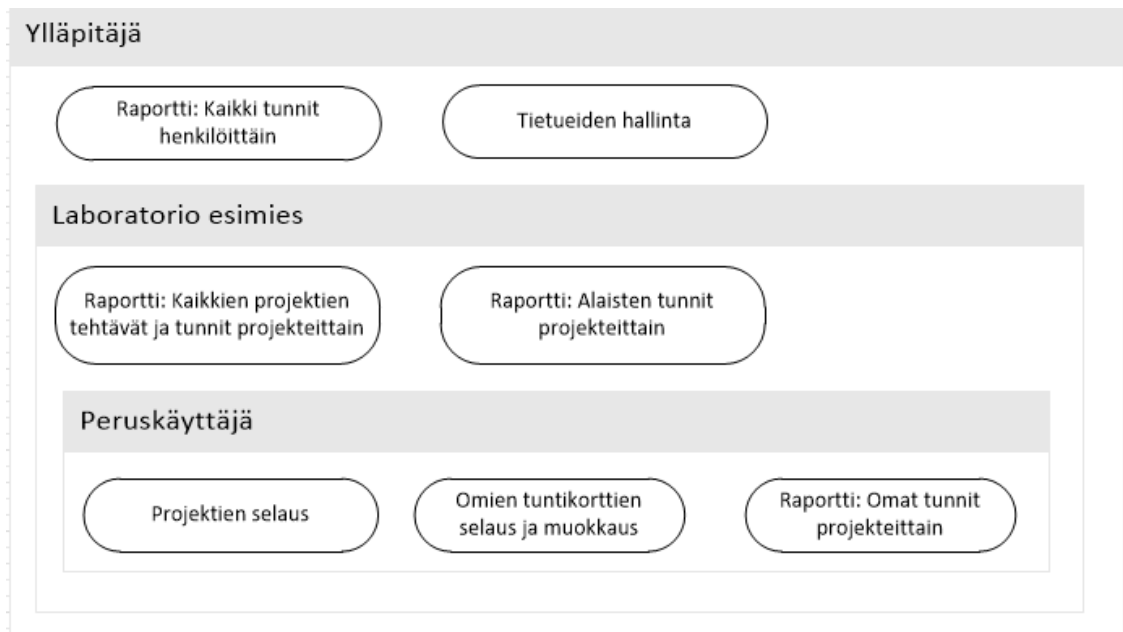 Ylläpitäjä
Raportti: Kaikki tunnit
henkilöittäin
Tietueiden hallinta
Laboratorio esimies
Raportti: Kaikkien projektien
tehtävät ja tunnit projekteittain
Raportti: Alaisten tunnit
projekteittain
Peruskäyttäjä
Projektien selaus
Omien tuntikorttien
selaus ja muokkaus
Raportti: Omat tunnit
projekteittain